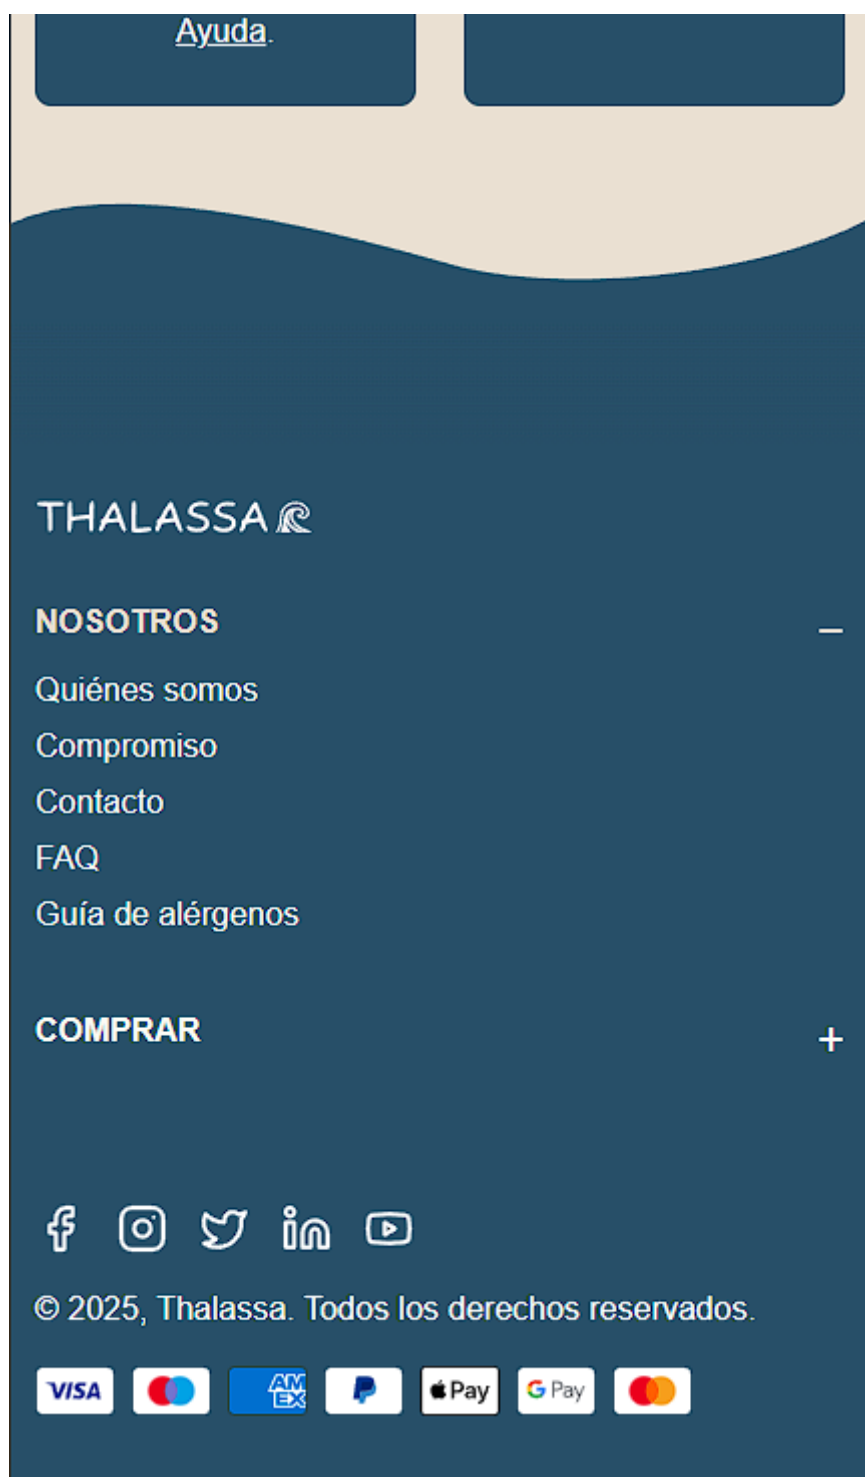 Ayuda.
THALASSA
NOSOTROS
–
Quiénes somos
Compromiso
Contacto
FAQ
Guía de alérgenos
COMPRAR
+
© 2025, Thalassa. Todos los derechos reservados.
VISA AMEX Pay G Pay